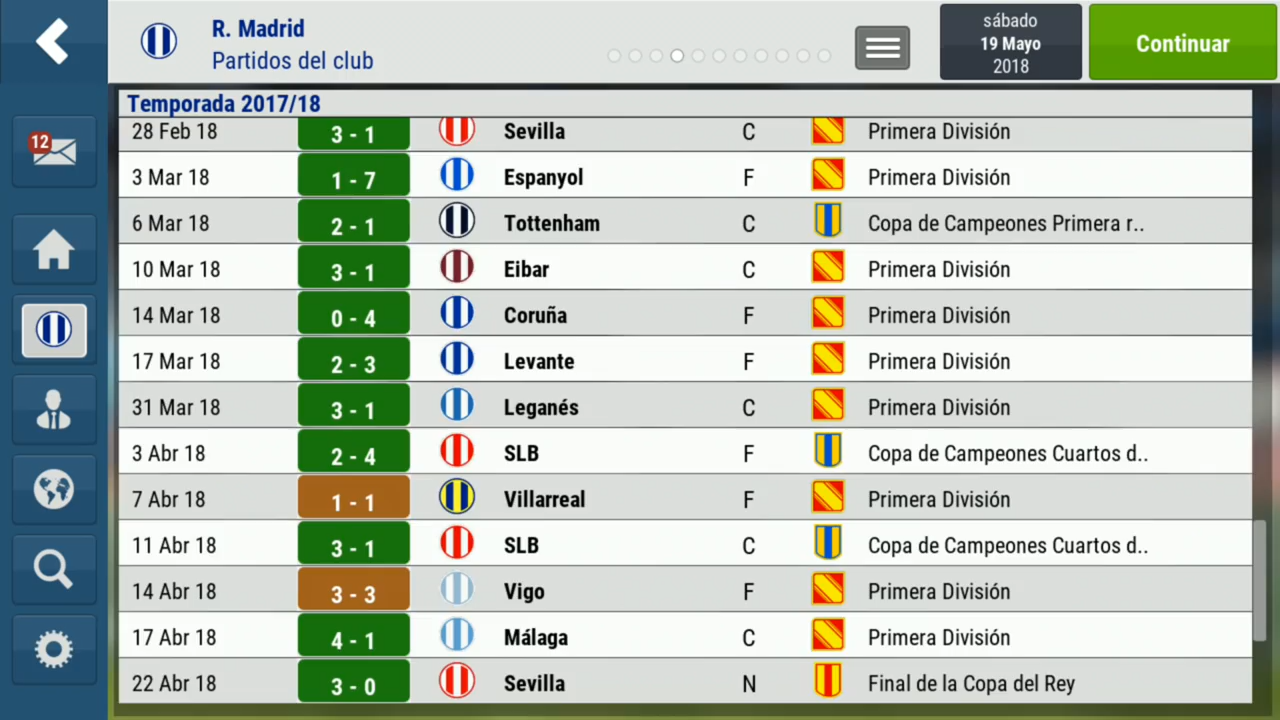 R. Madrid
Partidos del club
sábado
19 Mayo
2018
Continuar
12
Temporada 2017/18
28 Feb 18 3 - 1 Sevilla C Primera División
3 Mar 18 1 - 7 Espanyol F Primera División
6 Mar 18 2 - 1 Tottenham C Copa de Campeones Primera r..
10 Mar 18 3 - 1 Eibar C Primera División
14 Mar 18 0 - 4 Coruña F Primera División
17 Mar 18 2 - 3 Levante F Primera División
31 Mar 18 3 - 1 Leganés C Primera División
3 Abr 18 2 - 4 SLB F Copa de Campeones Cuartos d..
7 Abr 18 1 - 1 Villarreal F Primera División
11 Abr 18 3 - 1 SLB C Copa de Campeones Cuartos d..
14 Abr 18 3 - 3 Vigo F Primera División
17 Abr 18 4 - 1 Málaga C Primera División
22 Abr 18 3 - 0 Sevilla N Final de la Copa del Rey